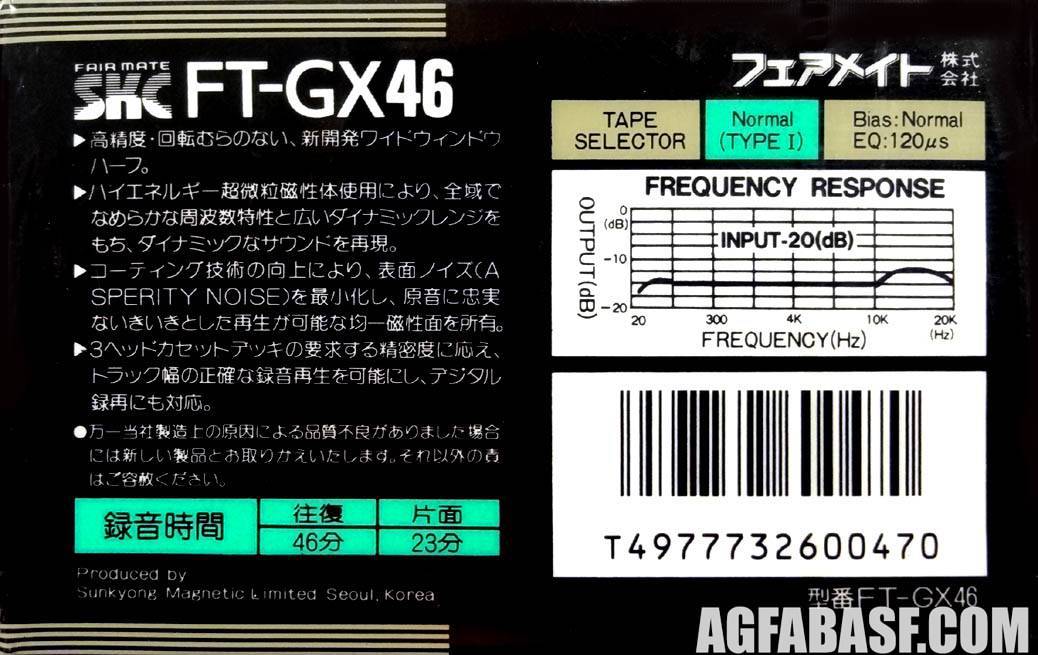 FAIR MATE
SKC FT-GX46
▶高精度・回転むらのない、新開発ワイドウィンドウ
ハーフ。
▶ハイエネルギー超微粒磁性体使用により、全域で
なめらかな周波数特性と広いダイナミックレンジを
もち、ダイナミックなサウンドを再現。
▶コーティング技術の向上により、表面ノイズ(A
SPERITY NOISE)を最小化し、原音に忠実
ないきいきとした再生が可能な均一磁性面を所有。
▶3ヘッドカセットデッキの要求する精密度に応え、
トラック幅の正確な録音再生を可能にし、デジタル
録再にも対応。
●万一当社製造上の原因による品質不良がありました場合
には新しい製品とお取りかえいたします。それ以外の責
はご容赦ください。
録音時間
往復 片面
46分 23分
Produced by
Sunkyong Magnetic Limited Seoul, Korea
フェアメイト株式会社
TAPE
SELECTOR
Normal
(TYPE I)
Bias: Normal
EQ: 120μs
FREQUENCY RESPONSE
OUTPUT(dB)
0
(dB)
INPUT-20(dB)
-10
-20
20 300 4K 10K 20K
(Hz)
FREQUENCY(Hz)
T4977732600470
型番FT-GX46
AGFABASF.COM